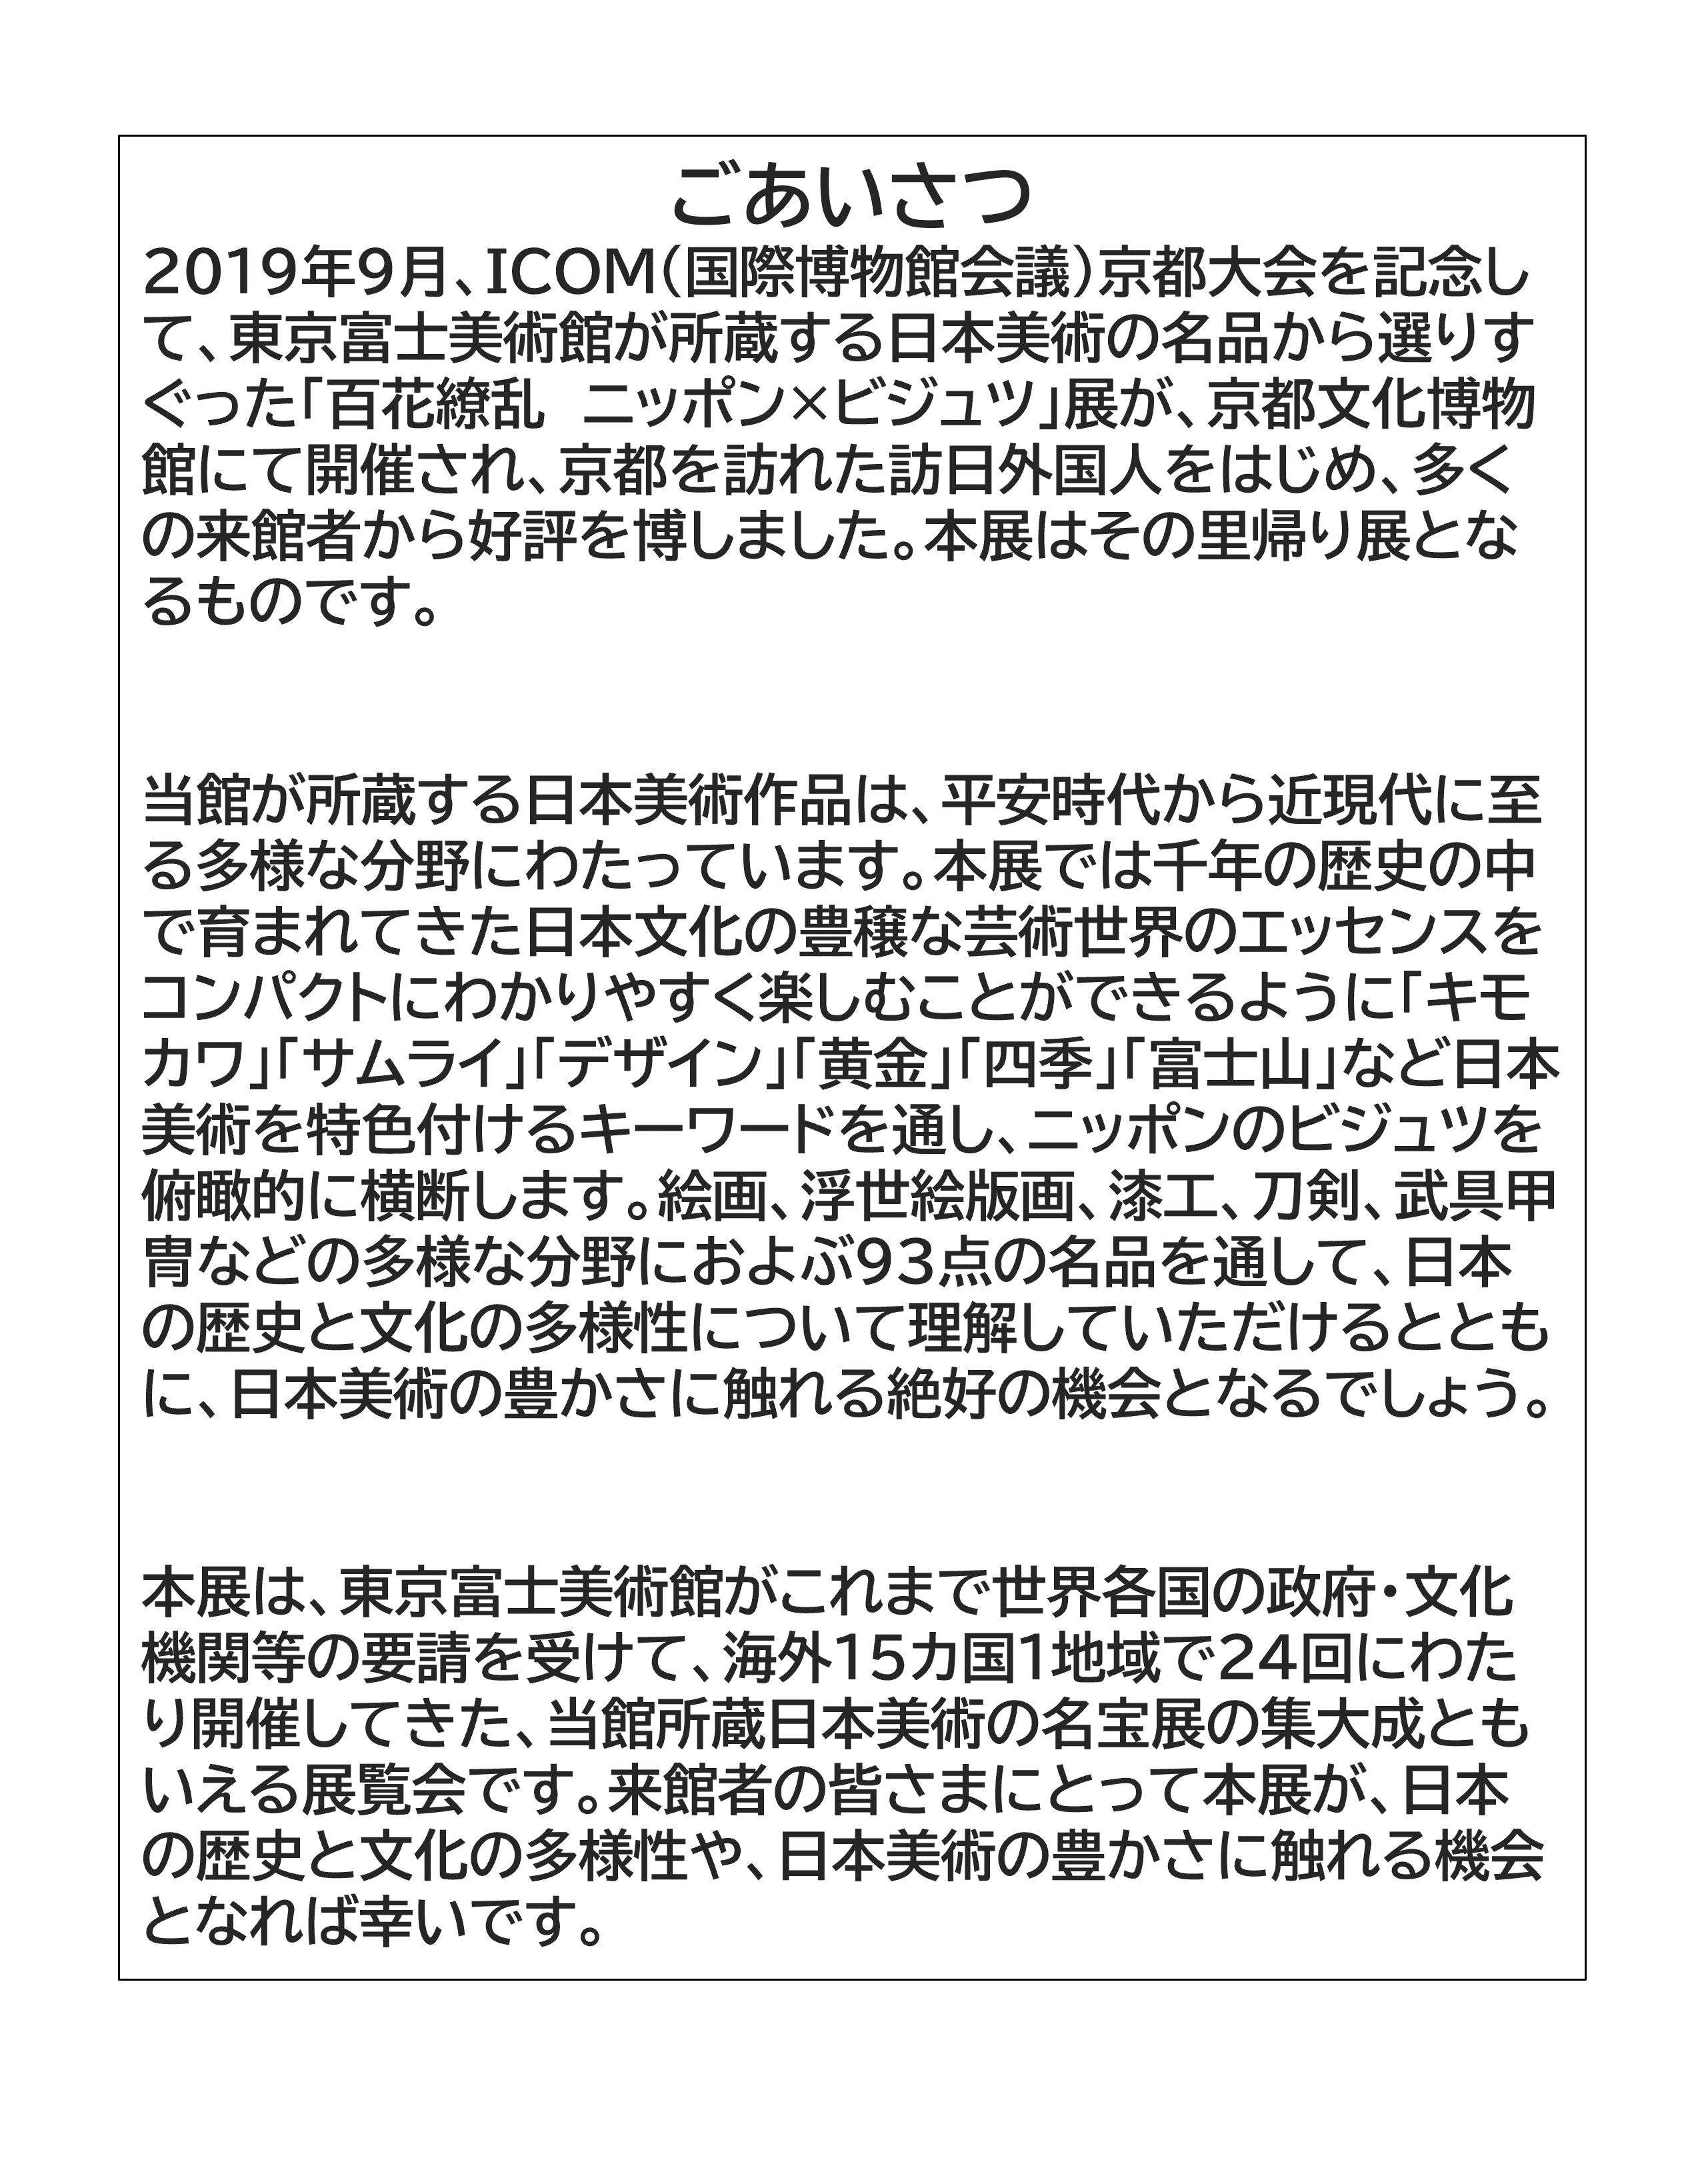 ごあいさつ
2019年9月、ICOM(国際博物館会議)京都大会を記念し
て、東京富士美術館が所蔵する日本美術の名品から選りす
ぐった「百花繚乱　ニッポン×ビジュツ」展が、京都文化博物
館にて開催され、京都を訪れた訪日外国人をはじめ、多く
の来館者から好評を博しました。本展はその里帰り展とな
るものです。
当館が所蔵する日本美術作品は、平安時代から近現代に至
る多様な分野にわたっています。本展では千年の歴史の中
で育まれてきた日本文化の豊穣な芸術世界のエッセンスを
コンパクトにわかりやすく楽しむことができるように「キモ
カワ」「サムライ」「デザイン」「黄金」「四季」「富士山」など日本
美術を特色付けるキーワードを通し、ニッポンのビジュツを
俯瞰的に横断します。絵画、浮世絵版画、漆工、刀剣、武具甲
冑などの多様な分野におよぶ93点の名品を通して、日本
の歴史と文化の多様性について理解していただけるととも
に、日本美術の豊かさに触れる絶好の機会となるでしょう。
本展は、東京富士美術館がこれまで世界各国の政府・文化
機関等の要請を受けて、海外15カ国1地域で24回にわた
り開催してきた、当館所蔵日本美術の名宝展の集大成とも
いえる展覧会です。来館者の皆さまにとって本展が、日本
の歴史と文化の多様性や、日本美術の豊かさに触れる機会
となれば幸いです。